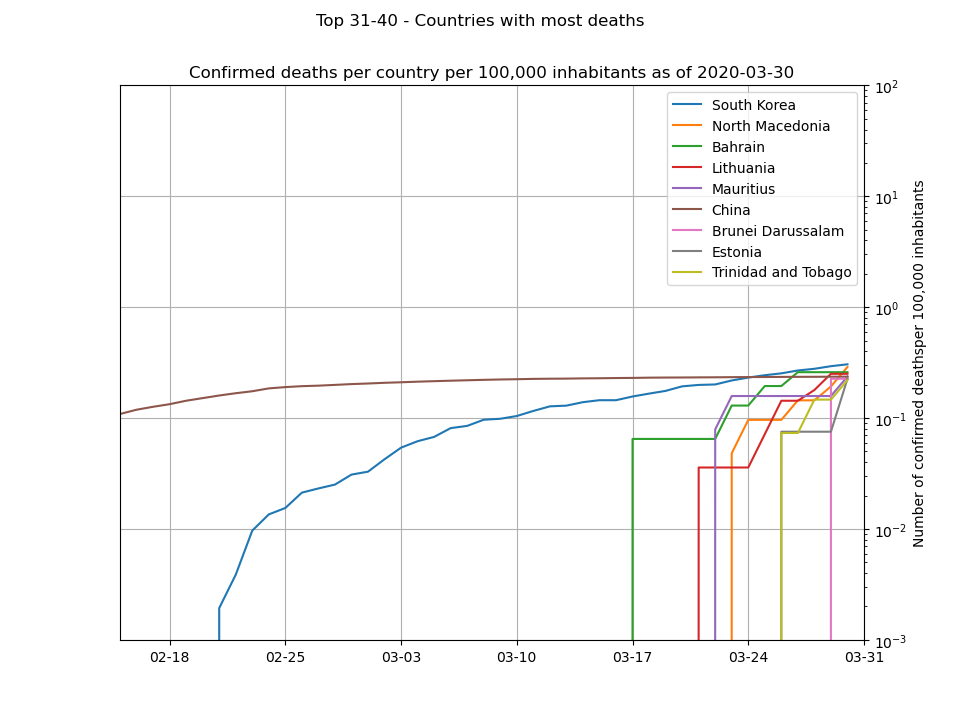 Top 31-40 - Countries with most deaths
Confirmed deaths per country per 100,000 inhabitants as of 2020-03-30
South Korea
North Macedonia
Bahrain
Lithuania
Mauritius
China
Brunei Darussalam
Estonia
Trinidad and Tobago
10²
10¹
10⁰
10⁻¹
10⁻²
10⁻³
Number of confirmed deathsper 100,000 inhabitants
02-18
02-25
03-03
03-10
03-17
03-24
03-31